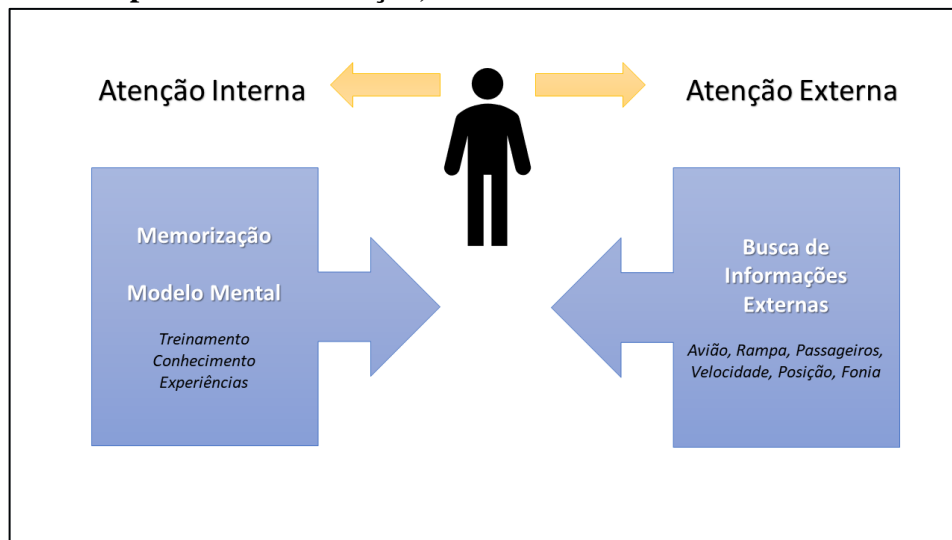 Atenção Interna
Atenção Externa
Memorização
Modelo Mental
Treinamento
Conhecimento
Experiências
Busca de
Informações
Externas
Avião, Rampa, Passageiros,
Velocidade, Posição, Fonia